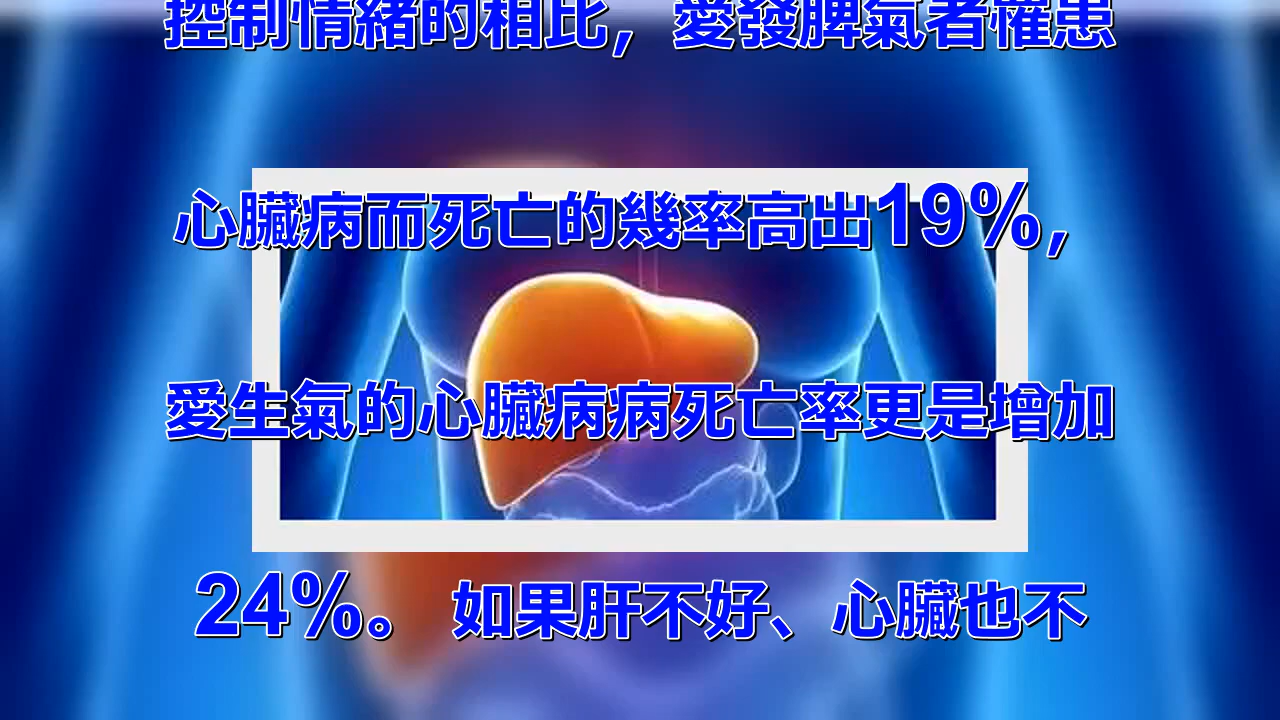 控制情緒的相比，愛發脾氣者罹患
心臟病而死亡的幾率高出19%，
愛生氣的心臟病病死亡率更是增加
24%。 如果肝不好、心臟也不